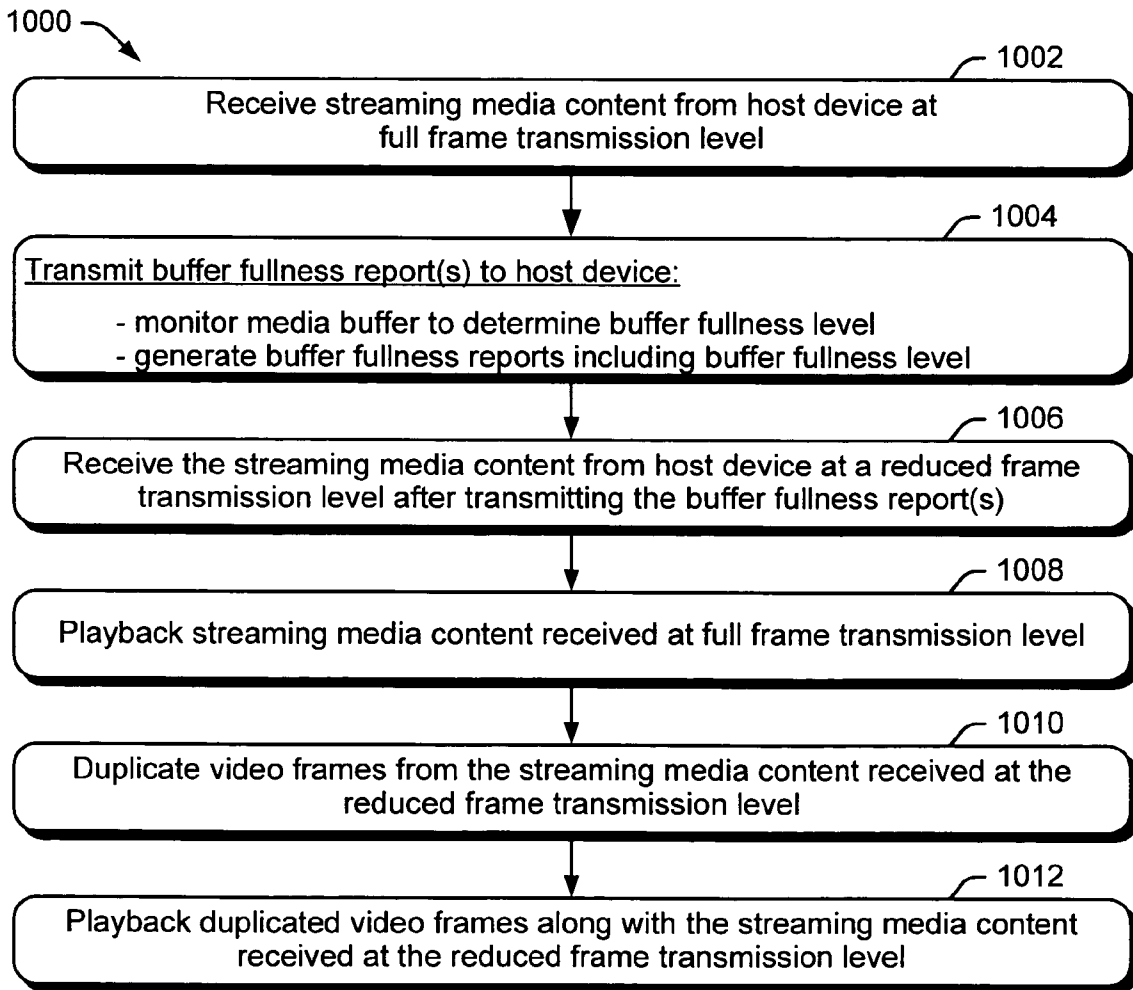 1000
1002
Receive streaming media content from host device at
full frame transmission level
1004
Transmit buffer fullness report(s) to host device:
- monitor media buffer to determine buffer fullness level
- generate buffer fullness reports including buffer fullness level
1006
Receive the streaming media content from host device at a reduced frame
transmission level after transmitting the buffer fullness report(s)
1008
Playback streaming media content received at full frame transmission level
1010
Duplicate video frames from the streaming media content received at the
reduced frame transmission level
1012
Playback duplicated video frames along with the streaming media content
received at the reduced frame transmission level